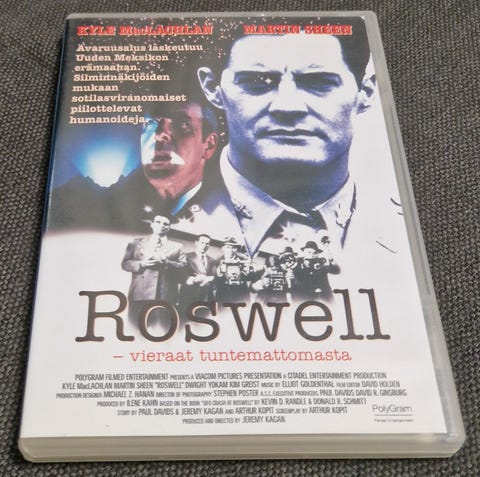 KYLE MacLACHLAN MARTIN SHEEN
Avaruusalus laskeutuu
Uuden Meksikon
erämaahan.
Silminnäkijöiden
mukaan
sotilasviranomaiset
piilottelevat
humanoideja.
Roswell
– vieraat tuntemattomasta
POLYGRAM FILMED ENTERTAINMENT PRESENTS A VIACOM PICTURES PRESENTATION A CITADEL ENTERTAINMENT PRODUCTION
KYLE MacLACHLAN MARTIN SHEEN "ROSWELL" DWIGHT YOKAM KIM GREIST MUSIC BY ELLIOT GOLDENTHAL FILM EDITOR DAVID HOLDEN
PRODUCTION DESIGNER MICHAEL Z. HANAN DIRECTOR OF PHOTOGRAPHY STEPHEN POSTER A.S.C. EXECUTIVE PRODUCERS PAUL DAVIDS DAVID R. GINSBURG
PRODUCED BY ILENE KAHN BASED ON THE BOOK "UFO CRASH AT ROSWELL" BY KEVIN D. RANDLE & DONALD R. SCHMITT
STORY BY PAUL DAVIDS & JEREMY KAGAN AND ARTHUR KOPIT SCREENPLAY BY ARTHUR KOPIT
PRODUCED AND DIRECTED BY JEREMY KAGAN
PolyGram
Filmed Entertainment